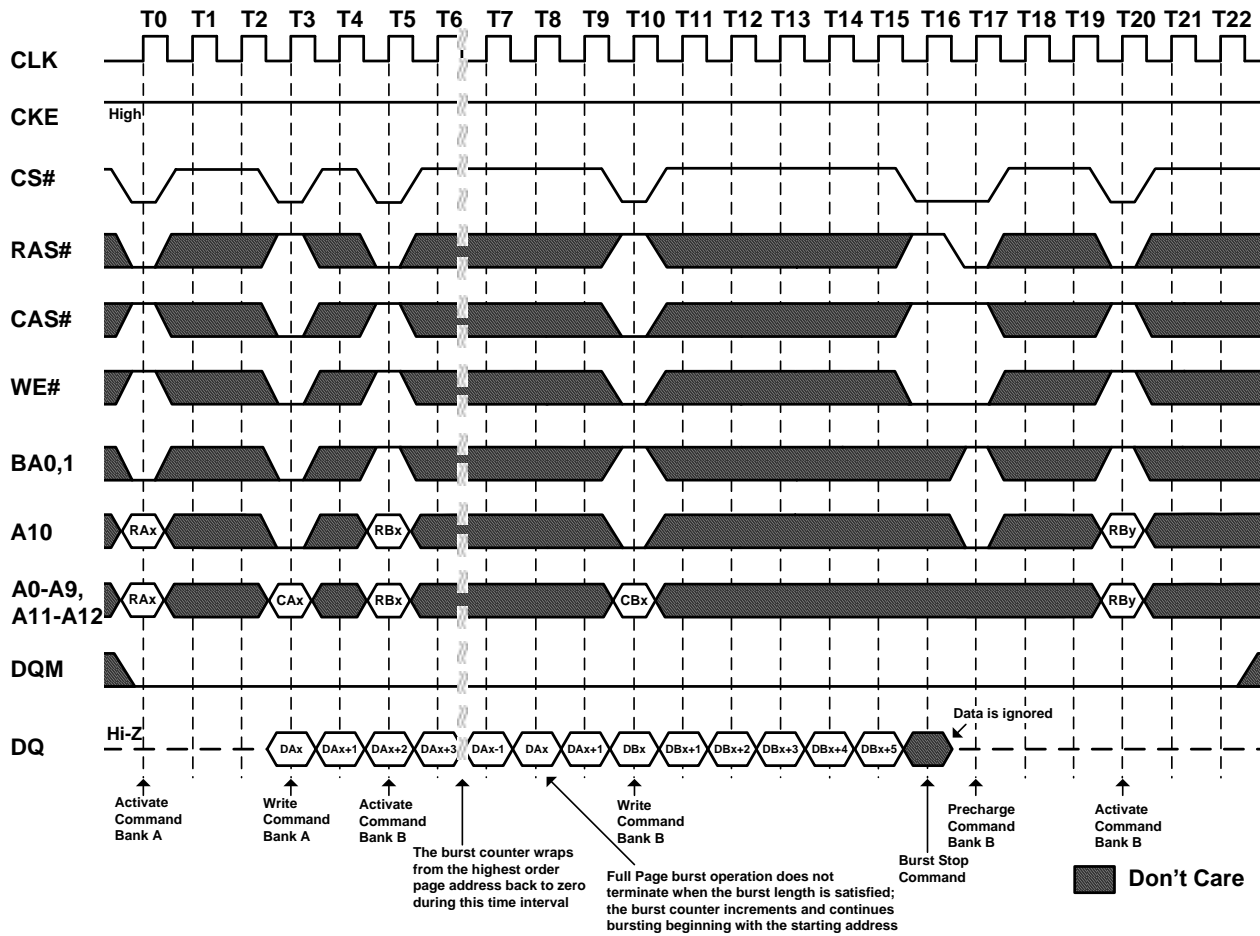 T0 T1 T2 T3 T4 T5 T6 T7 T8 T9 T10 T11 T12 T13 T14 T15 T16 T17 T18 T19 T20 T21 T22
CLK
CKE
High
CS#
RAS#
CAS#
WE#
BA0,1
A10
RAx RBx RBy
A0-A9,
A11-A12
RAx CAx RBx CBx RBy
DQM
Data is ignored
DQ
Hi-Z
DAx DAx+1 DAx+2 DAx+3 DAx-1 DAx DAx+1 DBx DBx+1 DBx+2 DBx+3 DBx+4 DBx+5
Activate
Command
Bank A
Write
Command
Bank A
Activate
Command
Bank B
The burst counter wraps
from the highest order
page address back to zero
during this time interval
Write
Command
Bank B
Full Page burst operation does not
terminate when the burst length is satisfied;
the burst counter increments and continues
bursting beginning with the starting address
Burst Stop
Command
Precharge
Command
Bank B
Activate
Command
Bank B
Don't Care